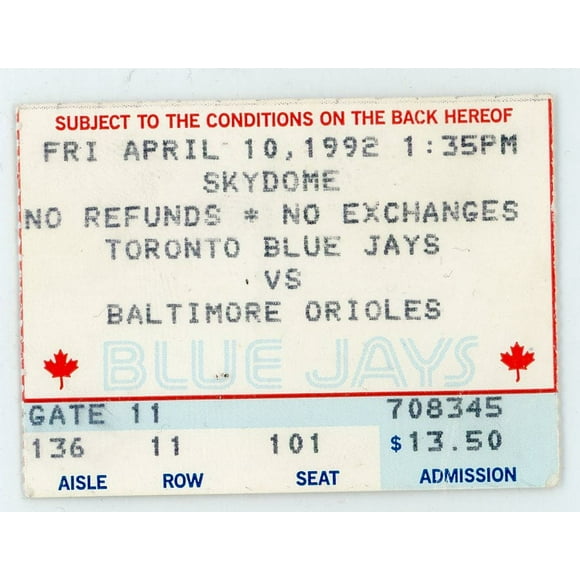 SUBJECT TO THE CONDITIONS ON THE BACK HEREOF
FRI APRIL 10,1992 1:35PM
SKYDOME
NO REFUNDS * NO EXCHANGES
TORONTO BLUE JAYS
VS
BALTIMORE ORIOLES
BLUE JAYS
GATE 11 708345
136 11 101 $13.50
AISLE ROW SEAT ADMISSION